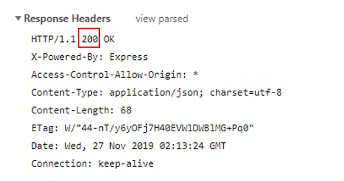 Response Headers view parsed
HTTP/1.1 200 OK
X-Powered-By: Express
Access-Control-Allow-Origin: *
Content-Type: application/json; charset=utf-8
Content-Length: 68
ETag: W/"44-nT/y6yOFj7H40EVWlDWBlMG+Pq0"
Date: Wed, 27 Nov 2019 02:13:24 GMT
Connection: keep-alive